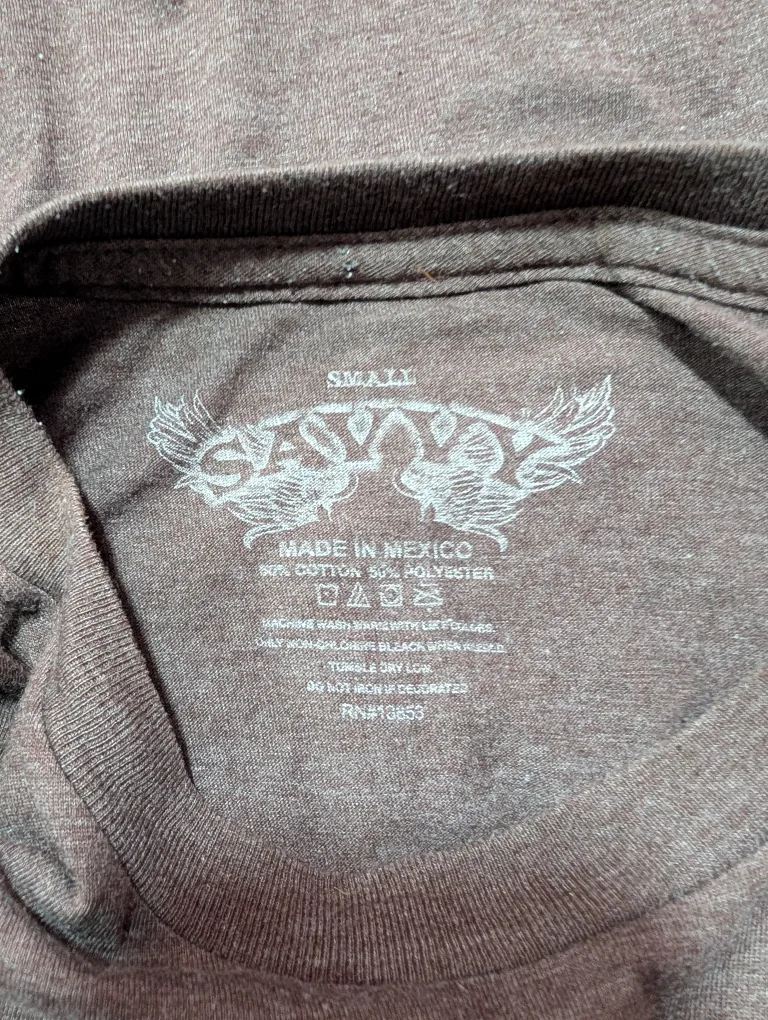 SMALL
SAVVY
MADE IN MEXICO
50% COTTON 50% POLYESTER
MACHINE WASH WARM WITH LIKE COLORS.
ONLY NON-CHLORINE BLEACH WHEN NEEDED.
TUMBLE DRY LOW.
DO NOT IRON IF DECORATED
RN#13853